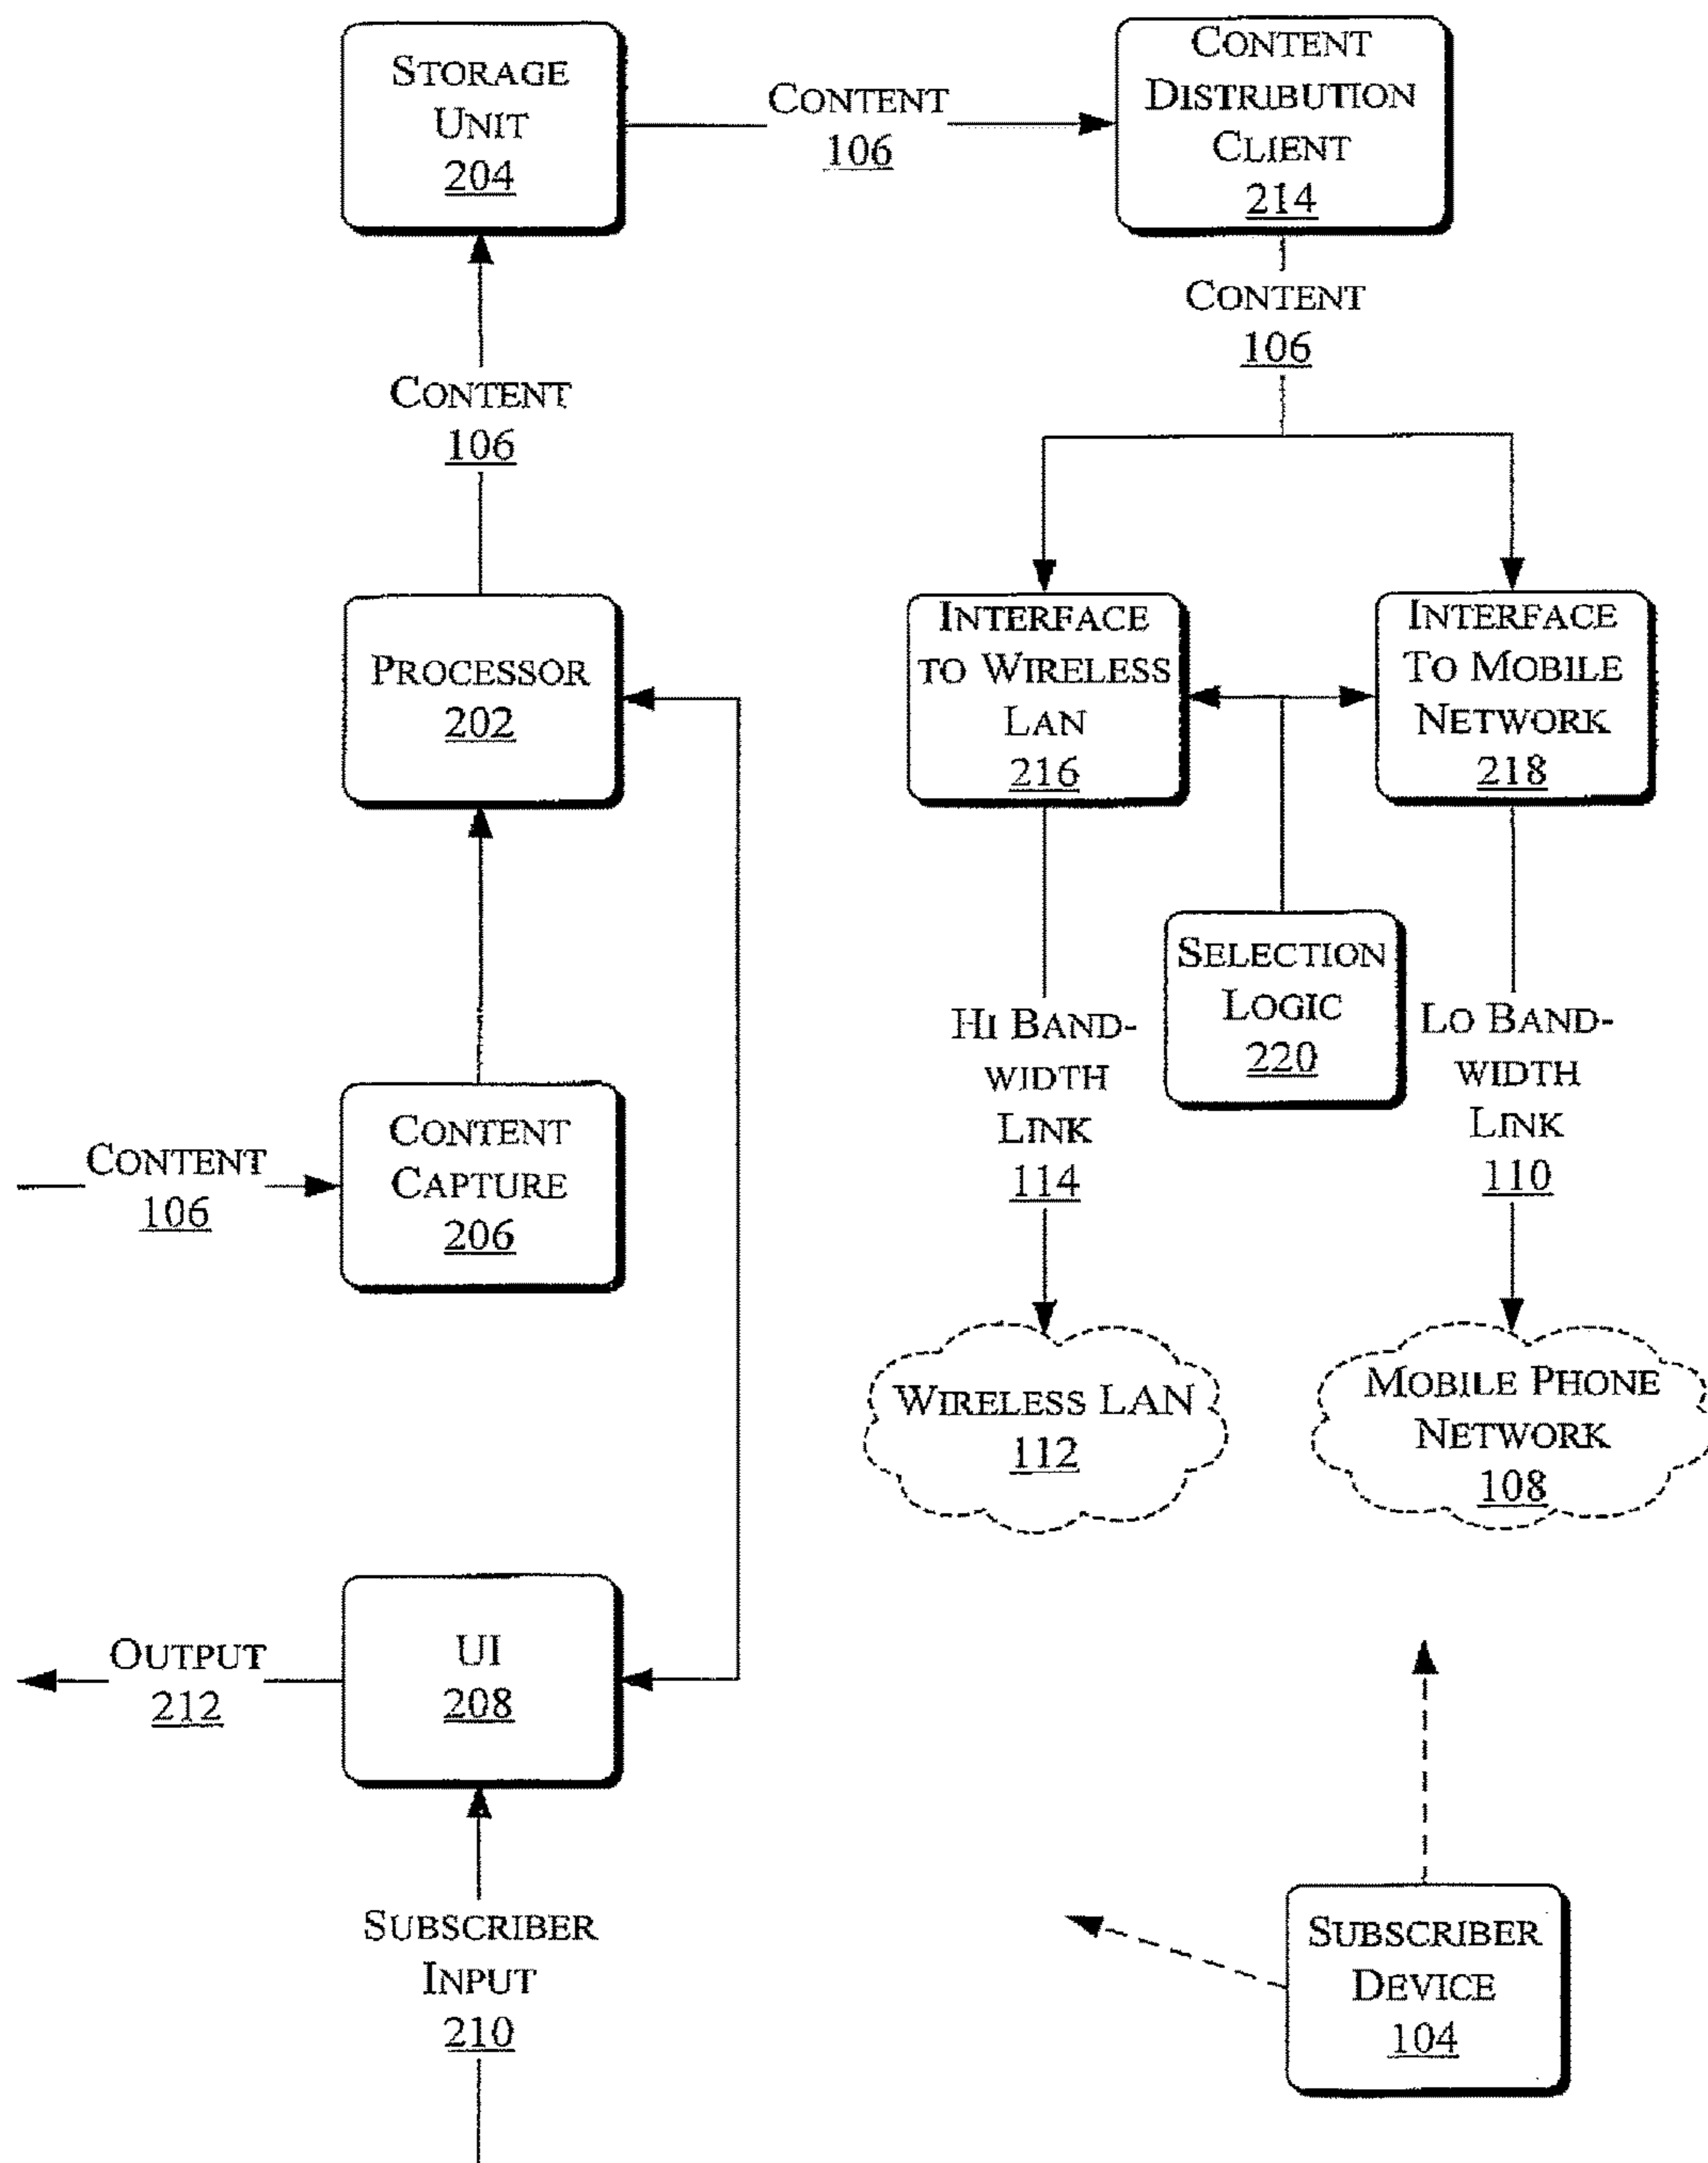 STORAGE
UNIT
204
CONTENT
106
CONTENT
DISTRIBUTION
CLIENT
214
CONTENT
106
CONTENT
106
PROCESSOR
202
INTERFACE
TO WIRELESS
LAN
216
INTERFACE
TO MOBILE
NETWORK
218
SELECTION
LOGIC
220
HI BAND-
WIDTH
LINK
114
LO BAND-
WIDTH
LINK
110
CONTENT
106
CONTENT
CAPTURE
206
WIRELESS LAN
112
MOBILE PHONE
NETWORK
108
OUTPUT
212
UI
208
SUBSCRIBER
INPUT
210
SUBSCRIBER
DEVICE
104